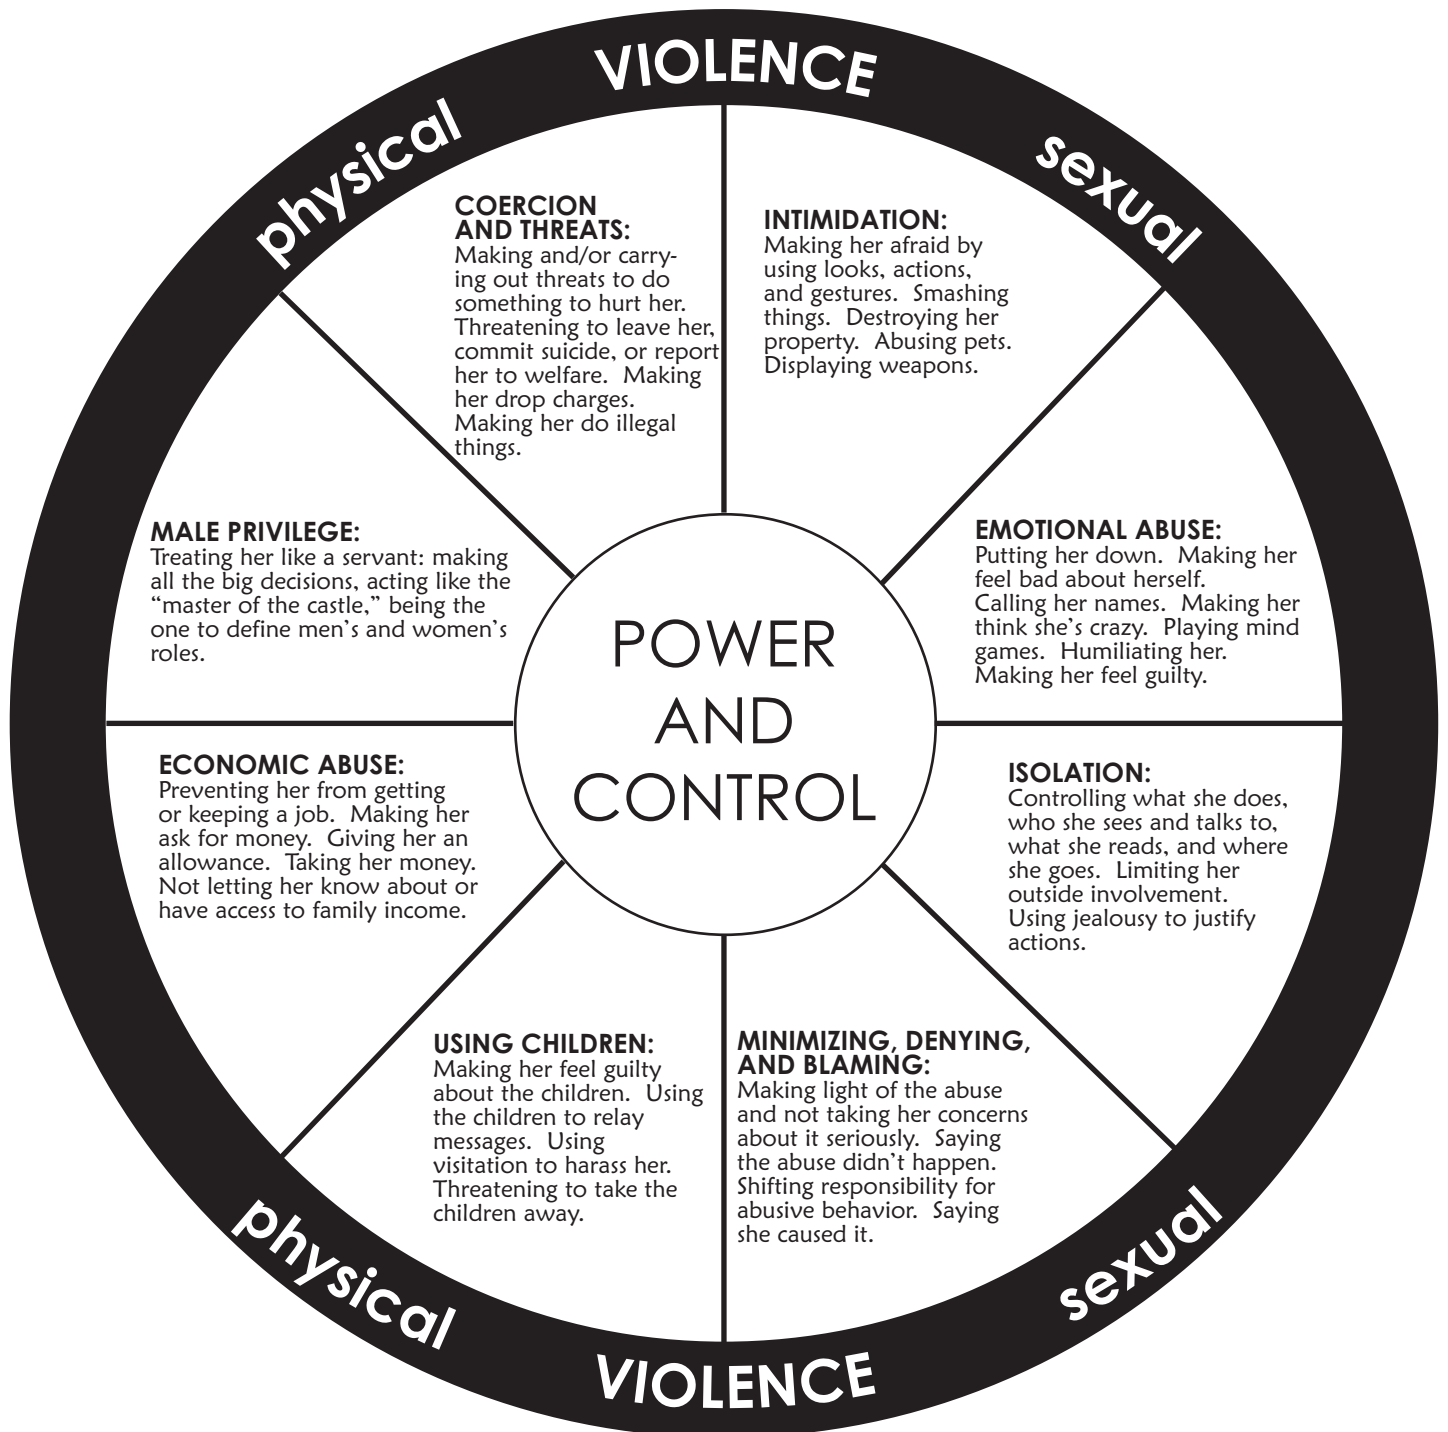 VIOLENCE
physical
sexual
COERCION
AND THREATS:
Making and/or carry-
ing out threats to do
something to hurt her.
Threatening to leave her,
commit suicide, or report
her to welfare. Making
her drop charges.
Making her do illegal
things.
INTIMIDATION:
Making her afraid by
using looks, actions,
and gestures. Smashing
things. Destroying her
property. Abusing pets.
Displaying weapons.
MALE PRIVILEGE:
Treating her like a servant: making
all the big decisions, acting like the
“master of the castle,” being the
one to define men’s and women’s
roles.
EMOTIONAL ABUSE:
Putting her down. Making her
feel bad about herself.
Calling her names. Making her
think she’s crazy. Playing mind
games. Humiliating her.
Making her feel guilty.
POWER
AND
CONTROL
ECONOMIC ABUSE:
Preventing her from getting
or keeping a job. Making her
ask for money. Giving her an
allowance. Taking her money.
Not letting her know about or
have access to family income.
ISOLATION:
Controlling what she does,
who she sees and talks to,
what she reads, and where
she goes. Limiting her
outside involvement.
Using jealousy to justify
actions.
USING CHILDREN:
Making her feel guilty
about the children. Using
the children to relay
messages. Using
visitation to harass her.
Threatening to take the
children away.
MINIMIZING, DENYING,
AND BLAMING:
Making light of the abuse
and not taking her concerns
about it seriously. Saying
the abuse didn’t happen.
Shifting responsibility for
abusive behavior. Saying
she caused it.
physical
sexual
VIOLENCE